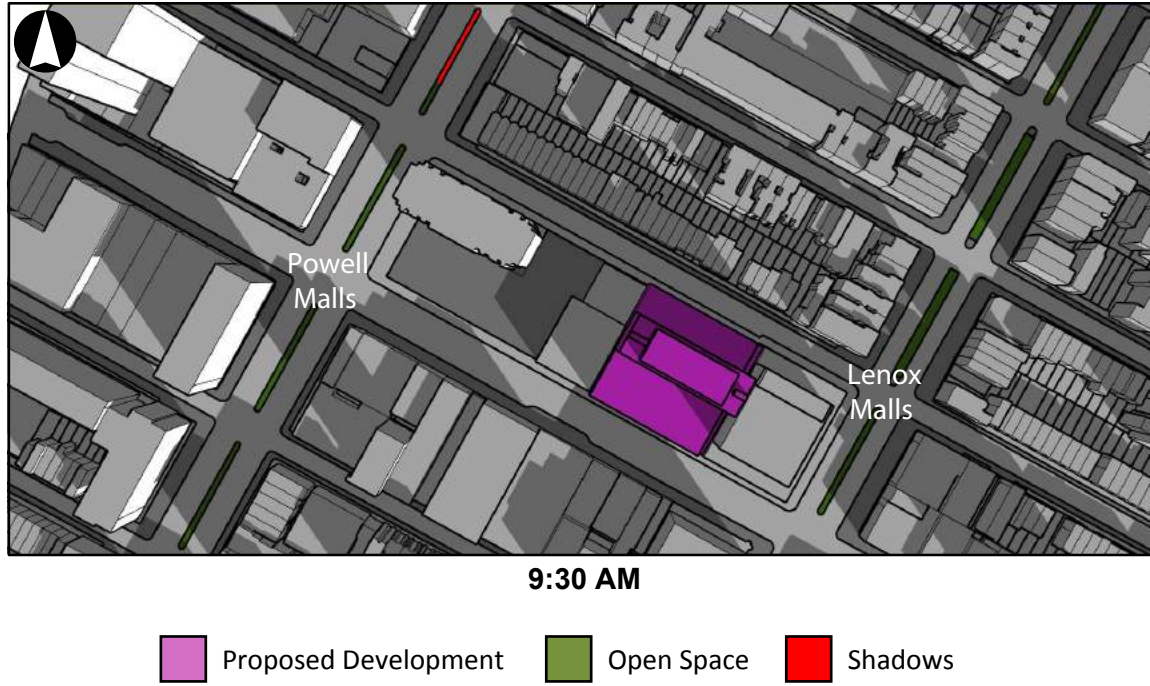 Powell
Malls
Lenox
Malls
9:30 AM
Proposed Development
Open Space
Shadows